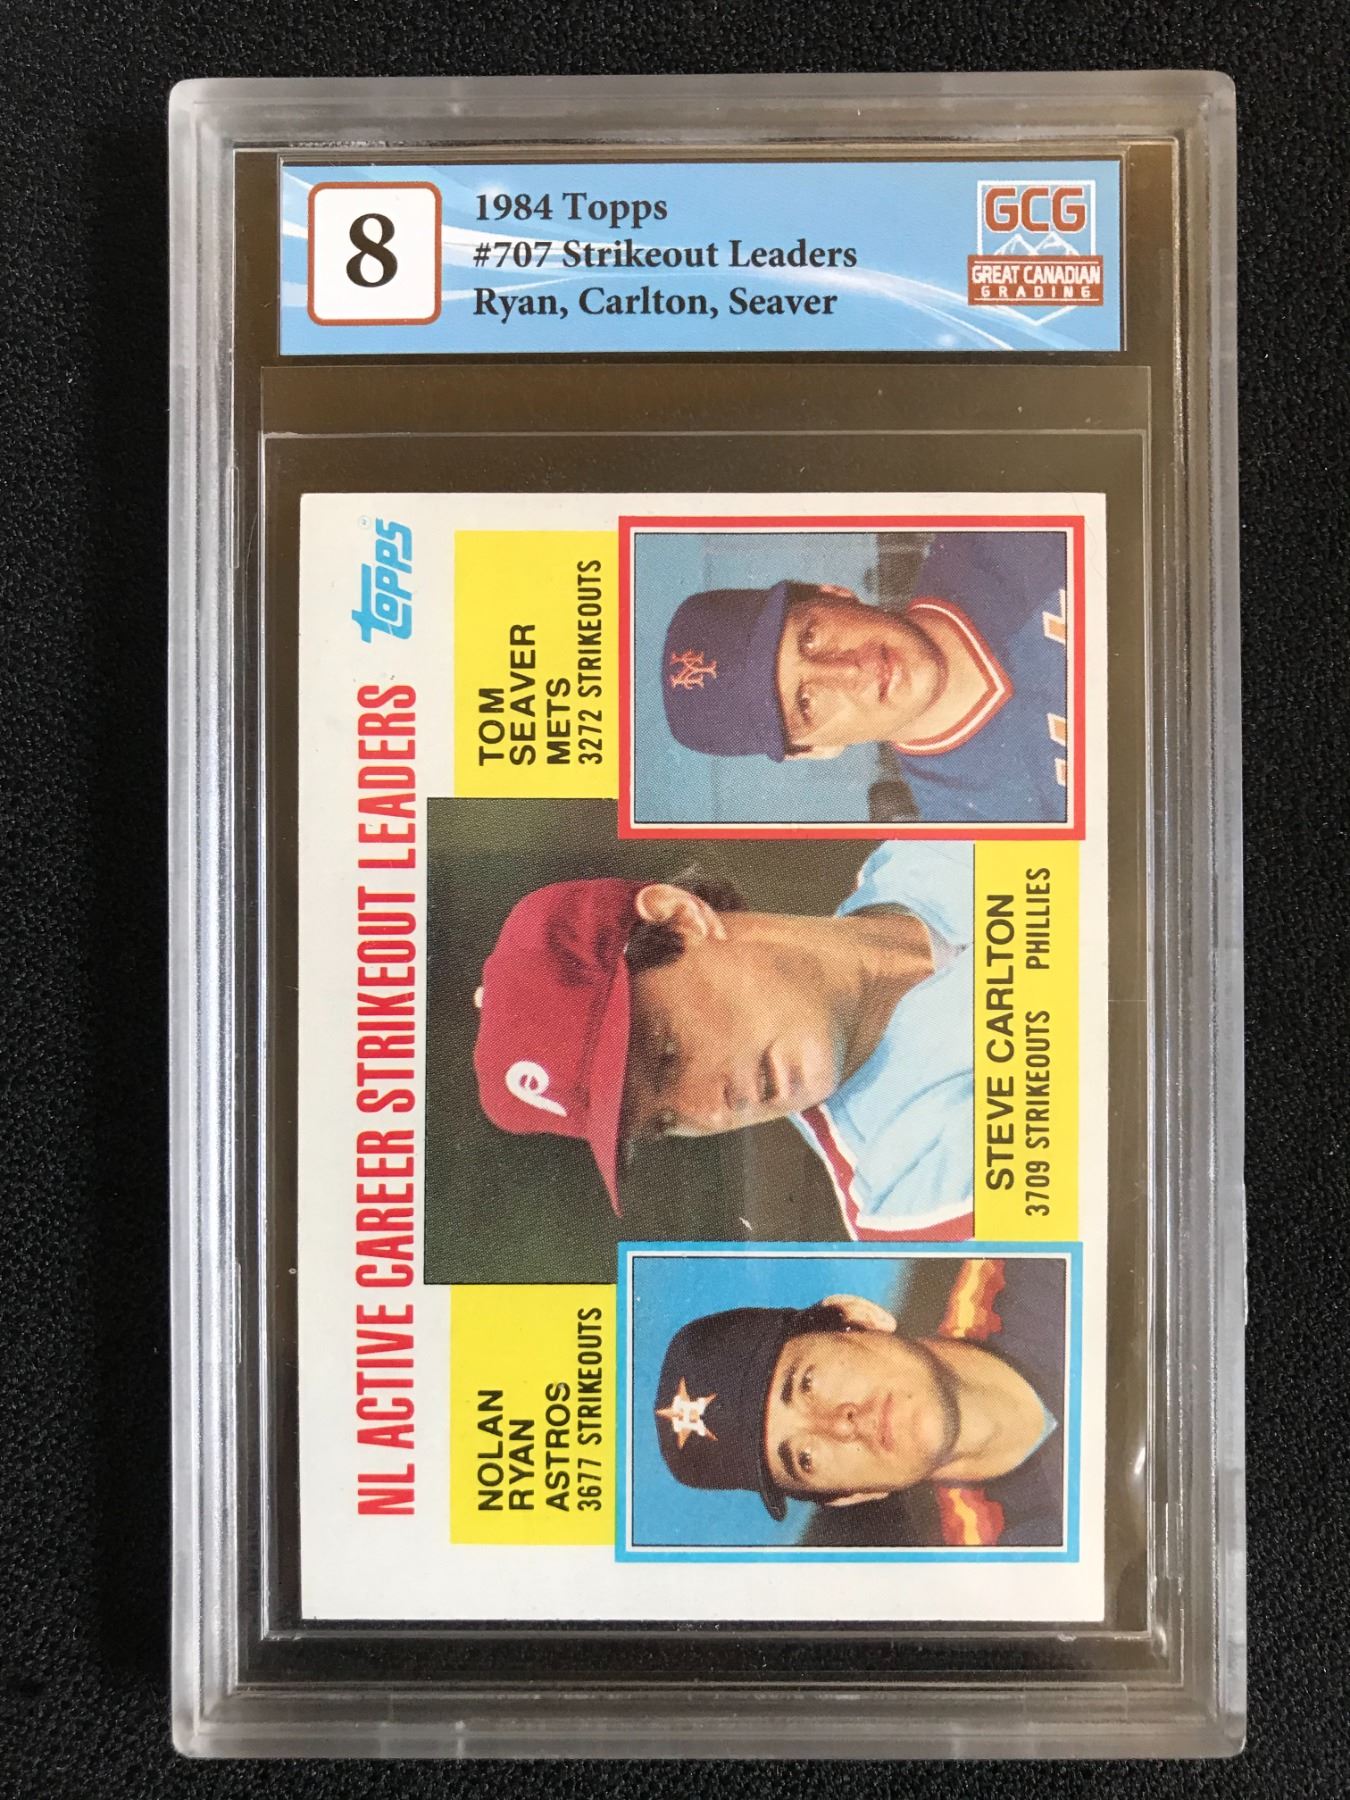 8
1984 Topps
#707 Strikeout Leaders
Ryan, Carlton, Seaver
GCG
GREAT CANADIAN
GRADING
NL ACTIVE CAREER STRIKEOUT LEADERS
Topps®
NOLAN
RYAN
ASTROS
3677 STRIKEOUTS
TOM
SEAVER
METS
3272 STRIKEOUTS
STEVE CARLTON
3709 STRIKEOUTS PHILLIES
P
H
NY